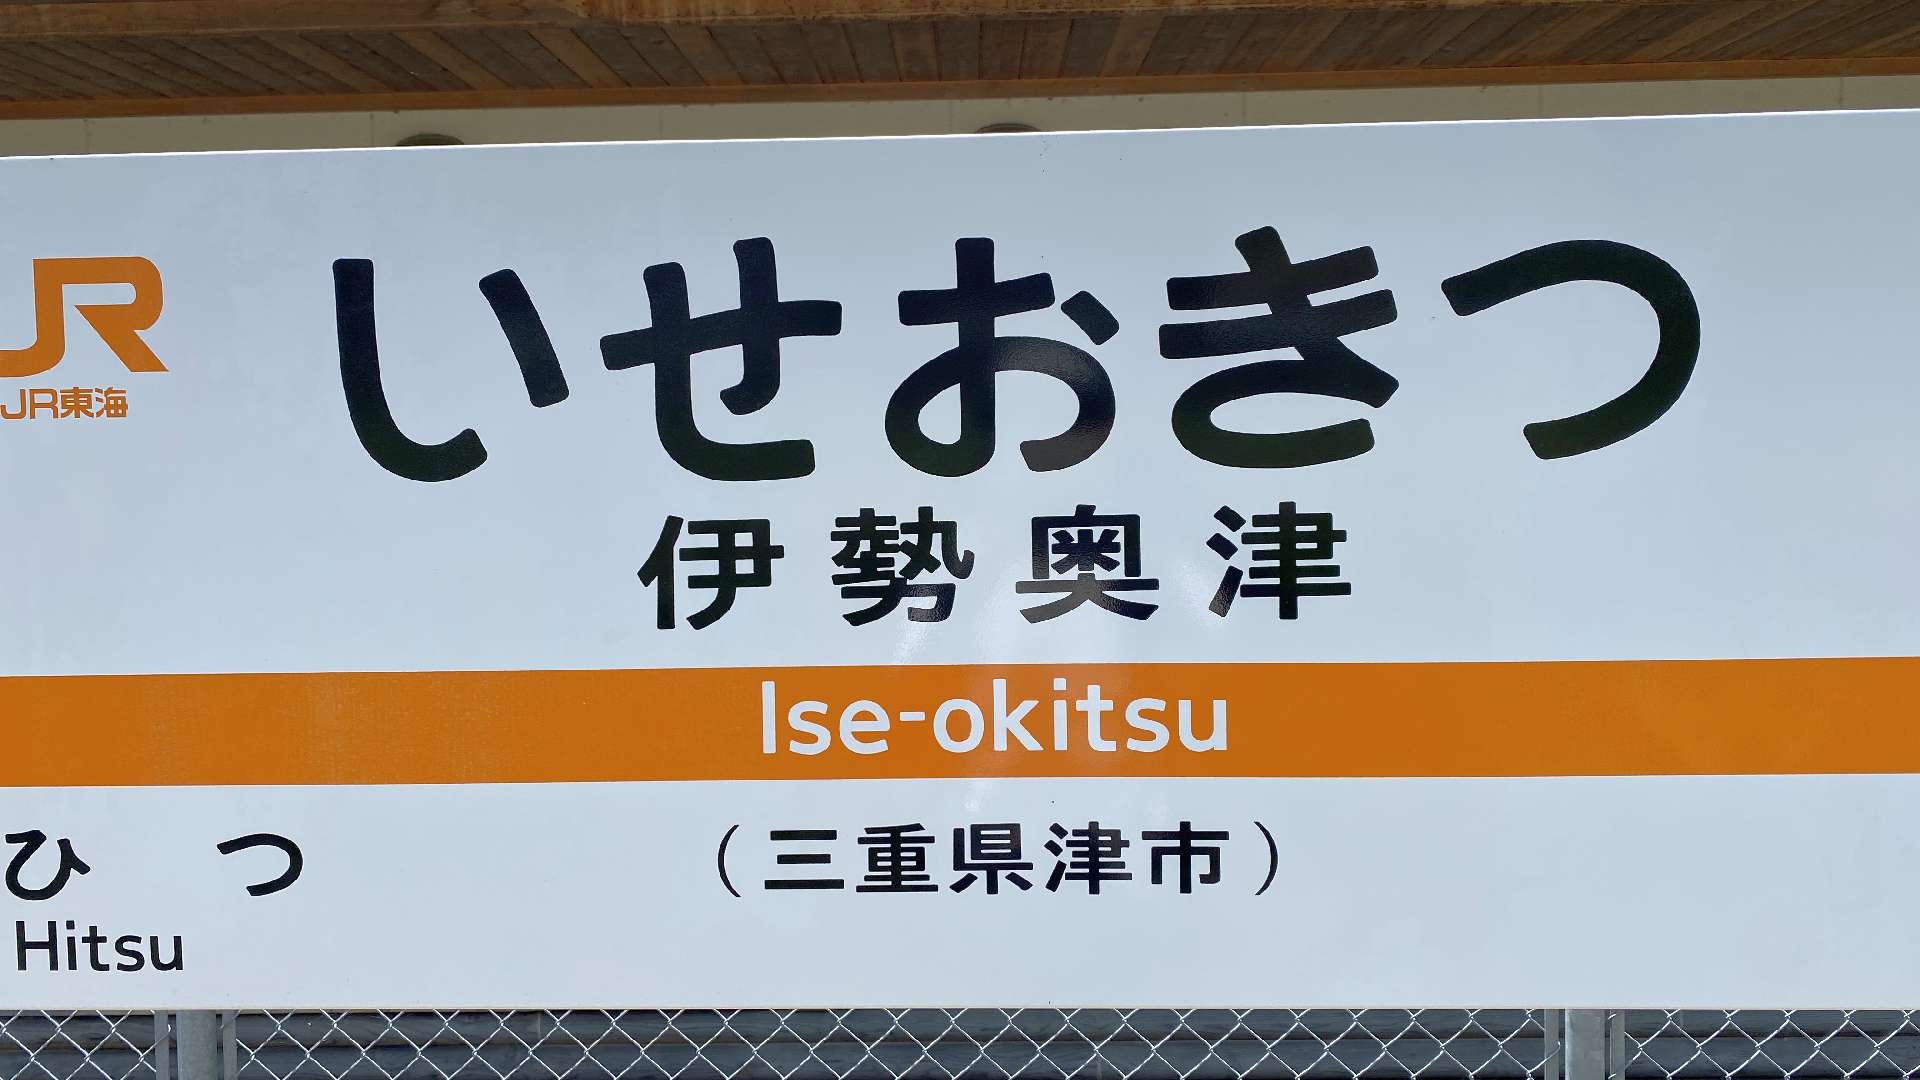 JR
JR東海
いせおきつ
伊勢奥津
Ise-okitsu
ひつ
Hitsu
(三重県津市)